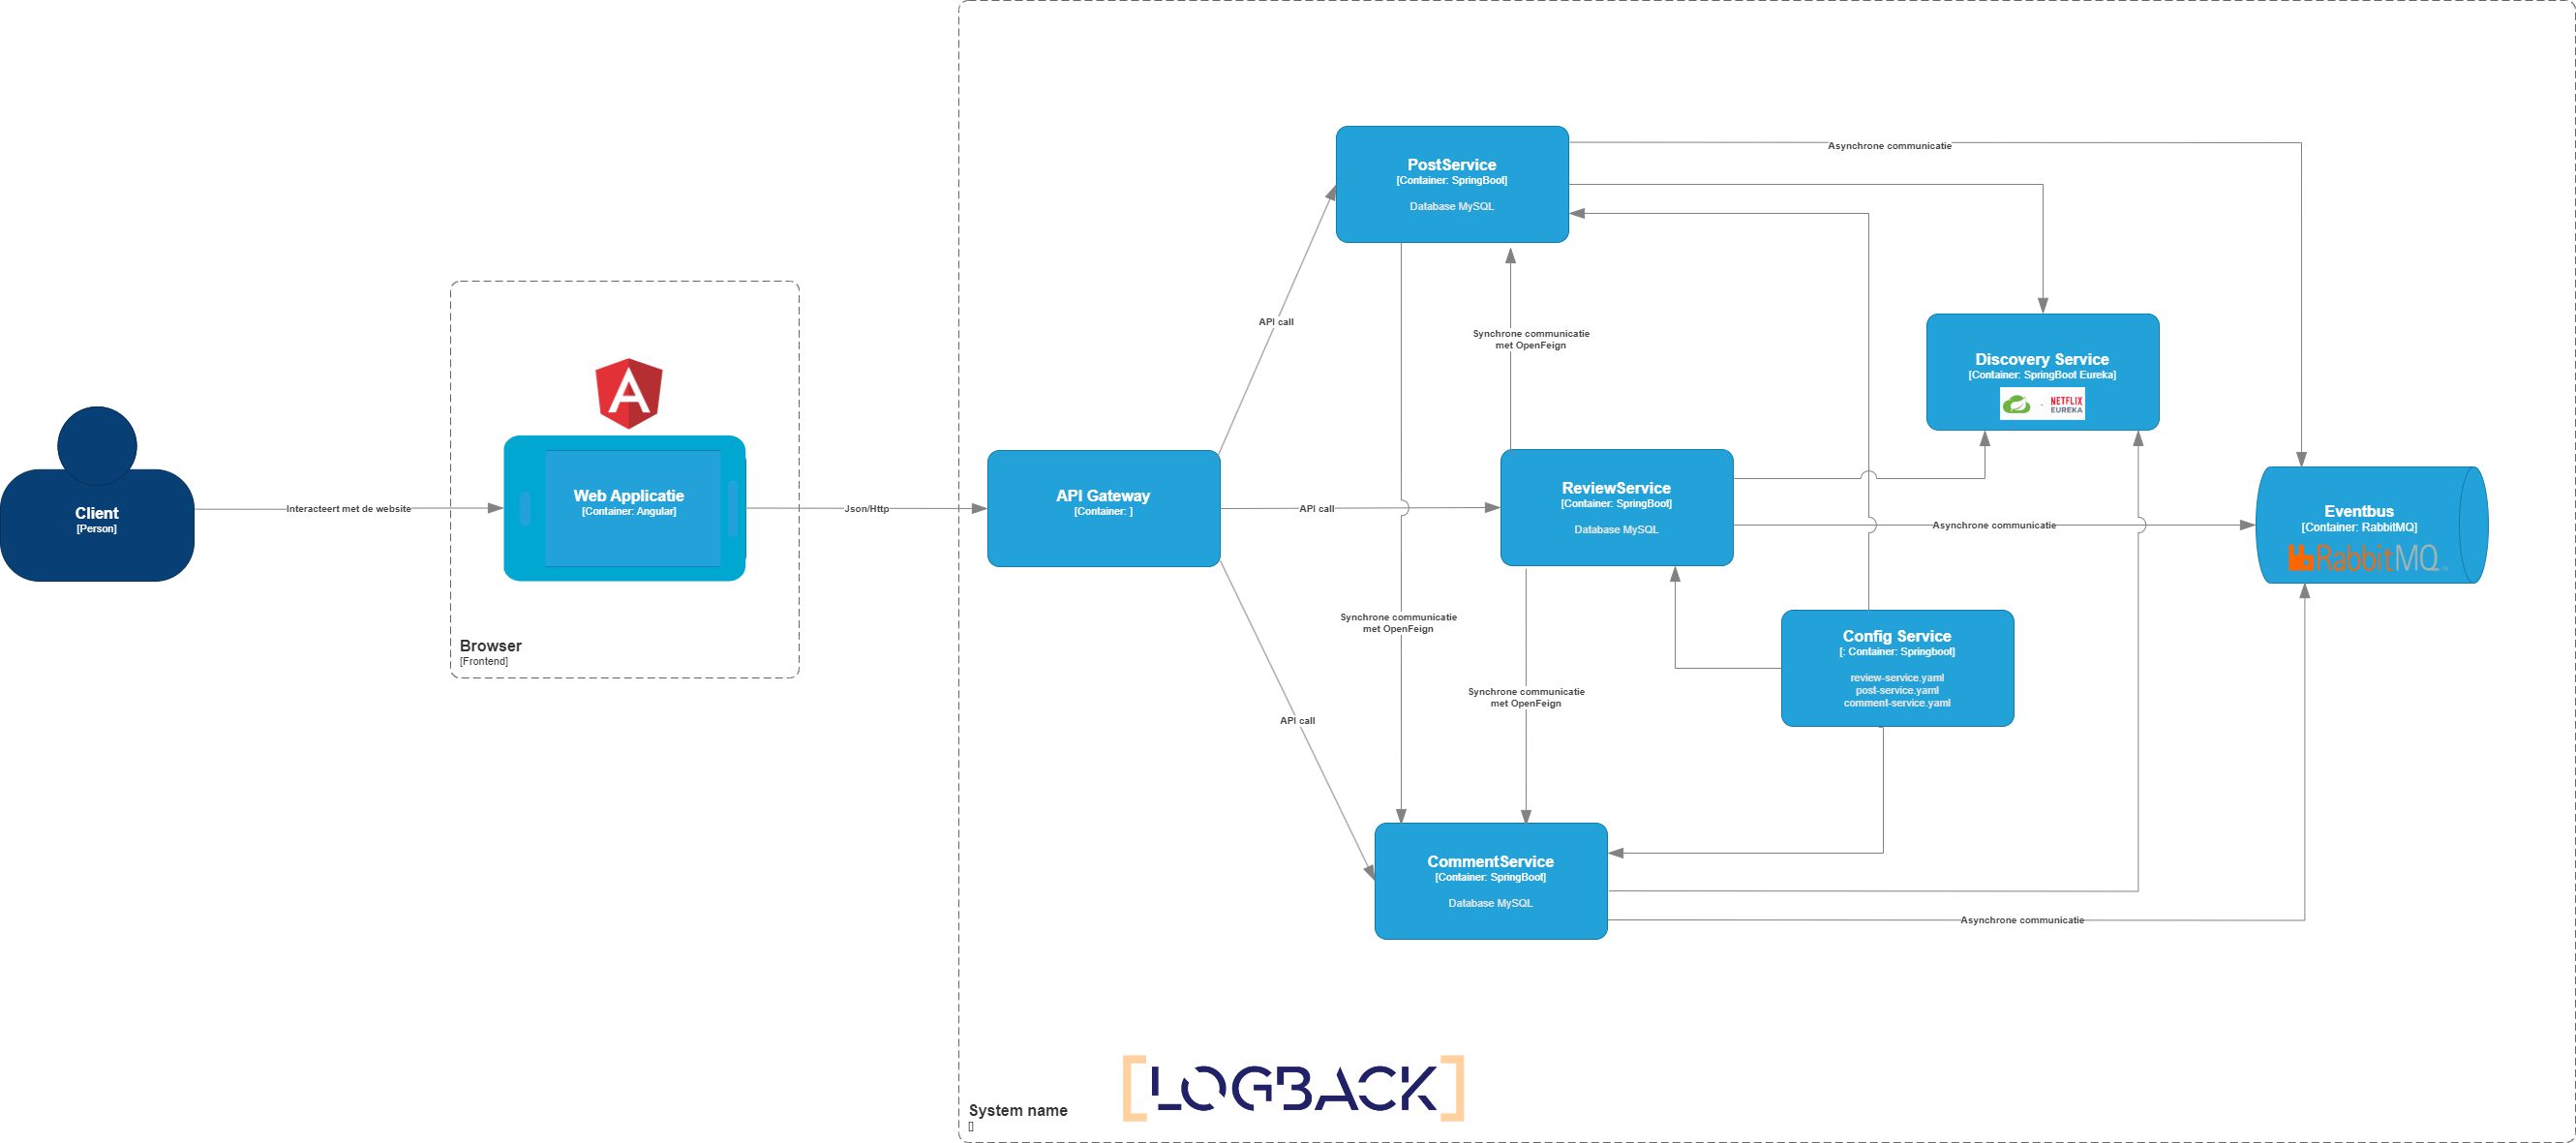 Client
[Person]
Interacteert met de website
Web Applicatie
[Container: Angular]
Browser
[Frontend]
Json/Http
API Gateway
[Container: ]
API call
API call
API call
PostService
[Container: SpringBoot]
Database MySQL
Asynchrone communicatie
Synchrone communicatie
met OpenFeign
ReviewService
[Container: SpringBoot]
Database MySQL
Asynchrone communicatie
Synchrone communicatie
met OpenFeign
Synchrone communicatie
met OpenFeign
Discovery Service
[Container: SpringBoot Eureka]
NETFLIX
EUREKA
Eventbus
[Container: RabbitMQ]
RabbitMQ
Config Service
[: Container: Springboot]
review-service.yaml
post-service.yaml
comment-service.yaml
CommentService
[Container: SpringBoot]
Database MySQL
Asynchrone communicatie
[LOGBACK]
System name
[]